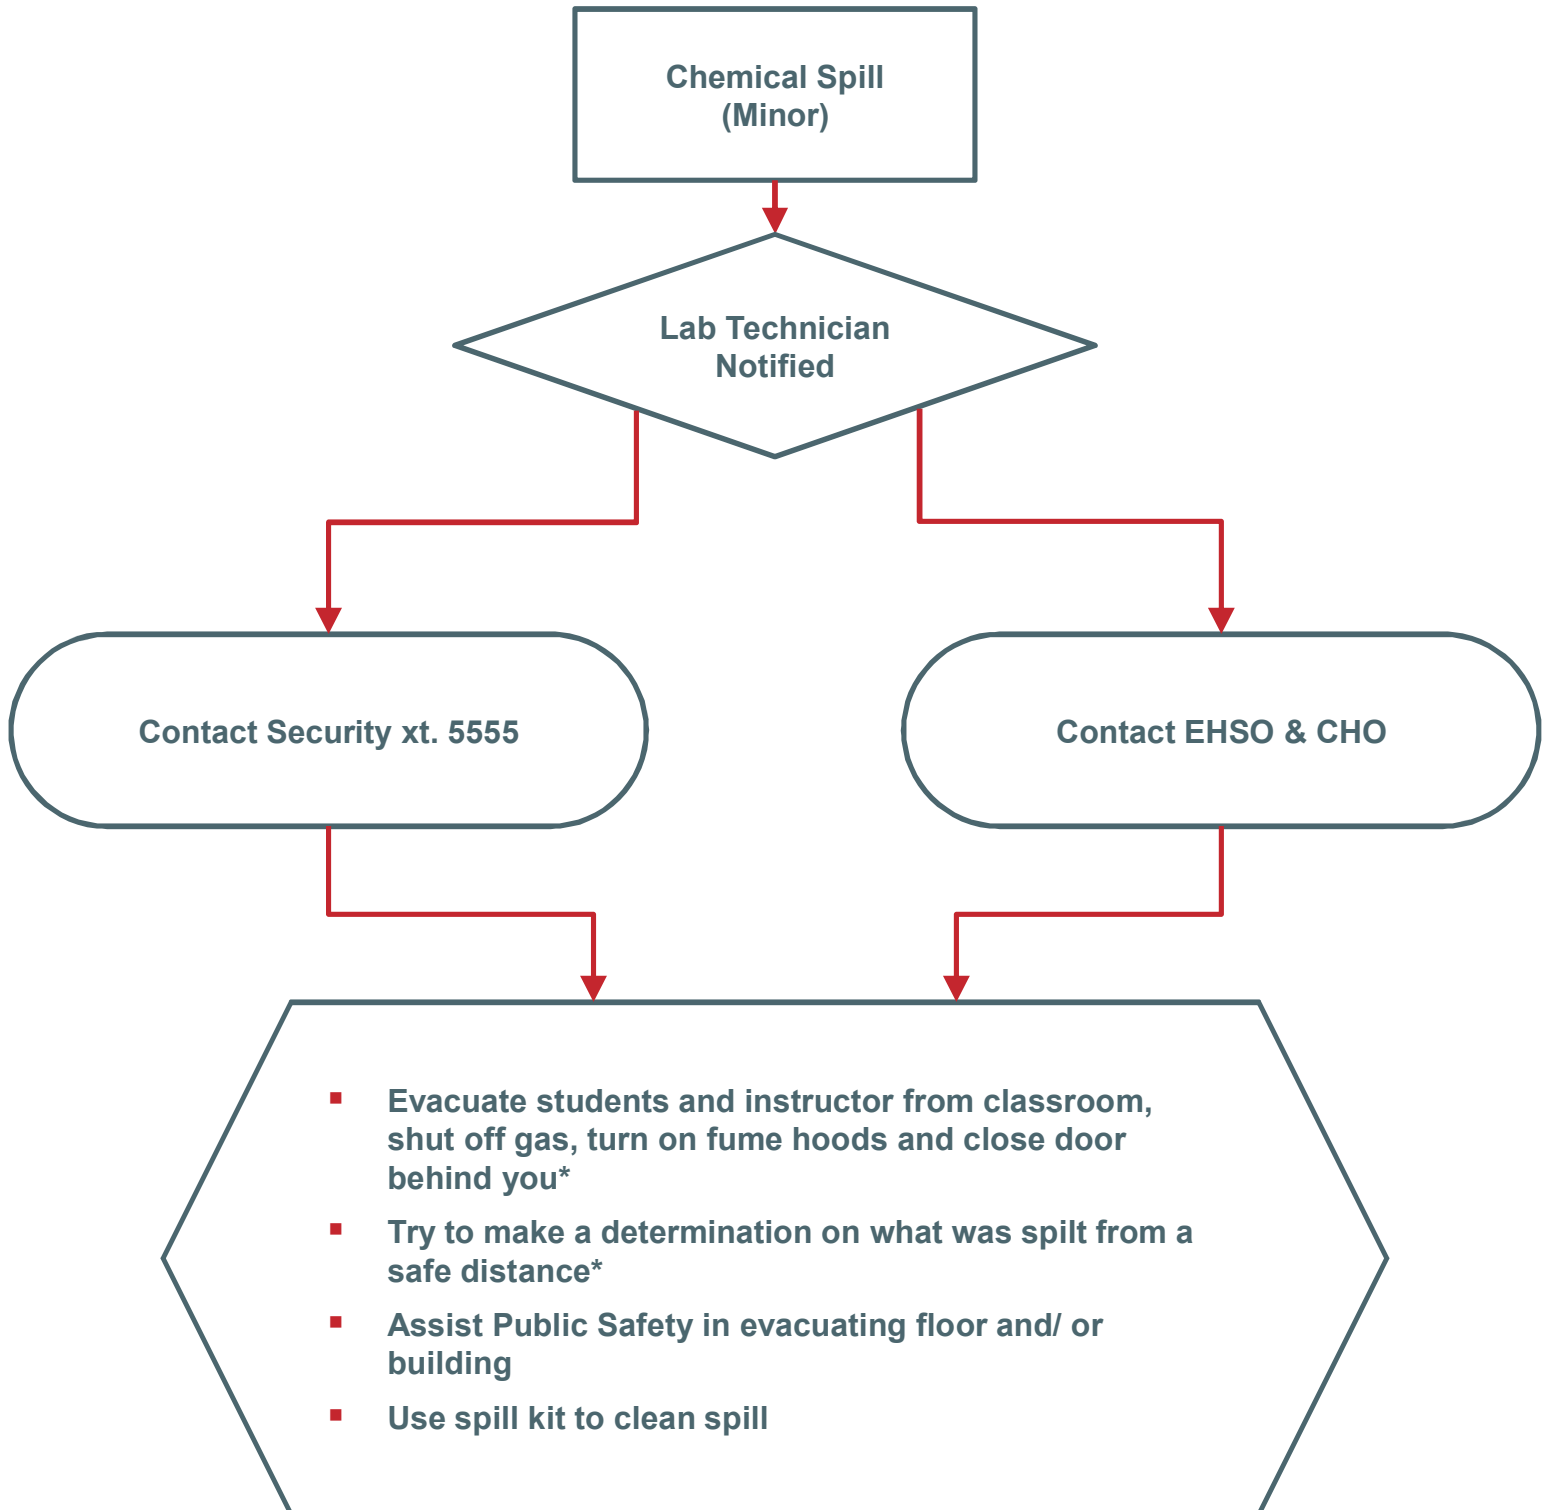 Chemical Spill
(Minor)
Lab Technician
Notified
Contact Security xt. 5555
Contact EHSO & CHO
▪ Evacuate students and instructor from classroom,
shut off gas, turn on fume hoods and close door
behind you*
▪ Try to make a determination on what was spilt from a
safe distance*
▪ Assist Public Safety in evacuating floor and/ or
building
▪ Use spill kit to clean spill